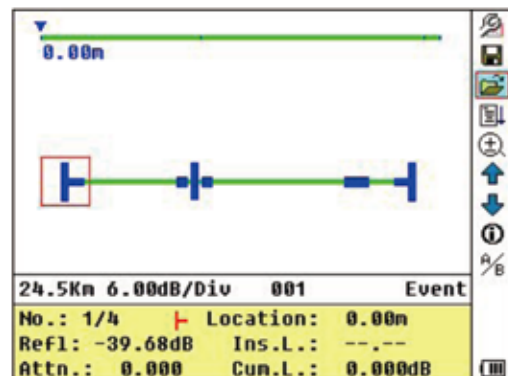 0.00m
24.5Km 6.00dB/Div 001 Event
No.: 1/4 Location: 0.00m
Refl: -39.68dB Ins.L.: --.--
Attn.: 0.000 Cum.L.: 0.000dB
A/B